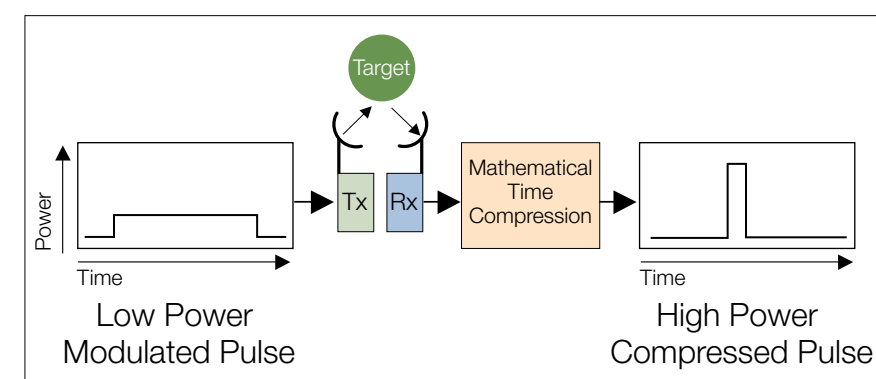 Target
Power
Tx
Rx
Mathematical
Time
Compression
Time
Time
Low Power
Modulated Pulse
High Power
Compressed Pulse